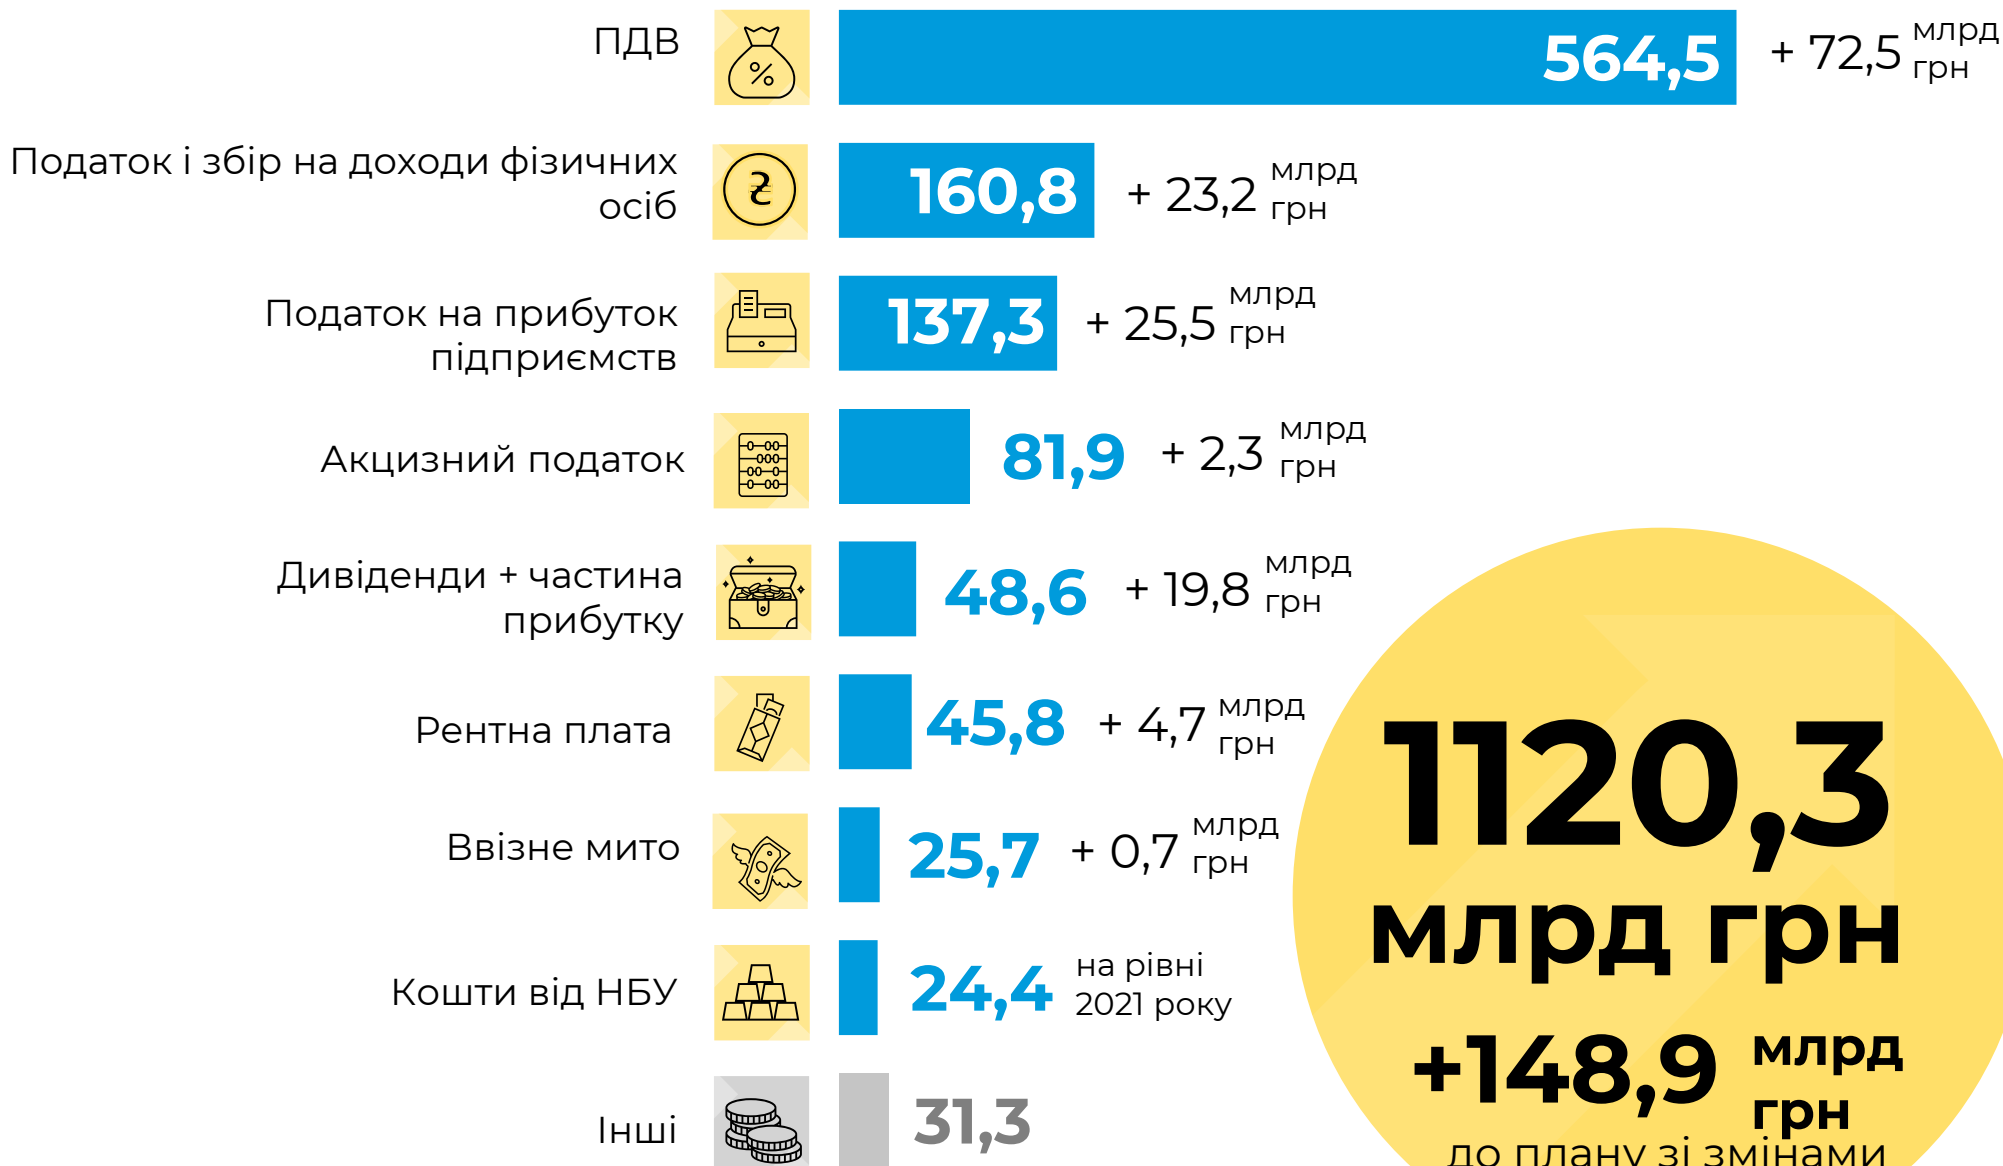 ПДВ
564,5
+ 72,5 млрд
грн
Податок і збір на доходи фізичних
осіб
160,8
+ 23,2 млрд
грн
Податок на прибуток
підприємств
137,3
+ 25,5 млрд
грн
Акцизний податок
81,9
+ 2,3 млрд
грн
Дивіденди + частина
прибутку
48,6
+ 19,8 млрд
грн
Рентна плата
45,8
+ 4,7 млрд
грн
Ввізне мито
25,7
+ 0,7 млрд
грн
Кошти від НБУ
24,4
на рівні
2021 року
Інші
31,3
1120,3
млрд грн
+148,9 млрд
грн
до плану зі змінами